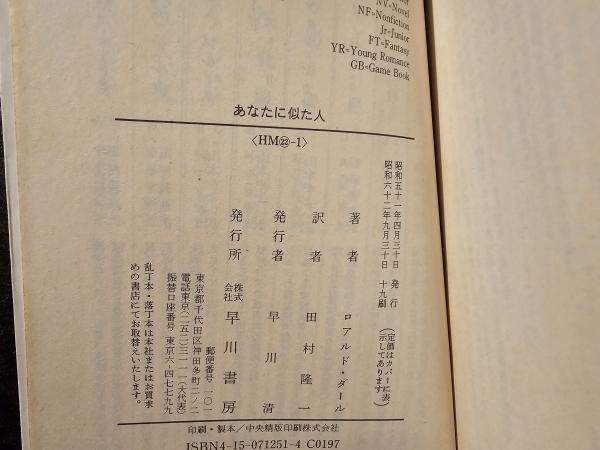 NV=Novel
NF=Nonfiction
Jr=Junior
FT=Fantasy
YR=Young Romance
GB=Game Book
あなたに似た人
〈HM㉒-1〉
昭和五十一年四月三十日 発行
昭和六十二年九月三十日 十九刷
(定価はカバーに表
示してあります)
著者 ロアルド・ダール
訳者 田村隆一
発行者 早川清
発行所 株式会社 早川書房
郵便番号一〇一
東京都千代田区神田多町二ノ二
電話東京(二五二)三一一一(大代表)
振替口座番号 東京六-四七七九九
乱丁本・落丁本は本社またはお買求
めの書店にてお取替えいたします。
印刷・製本/中央精版印刷株式会社
ISBN4-15-071251-4 C0197